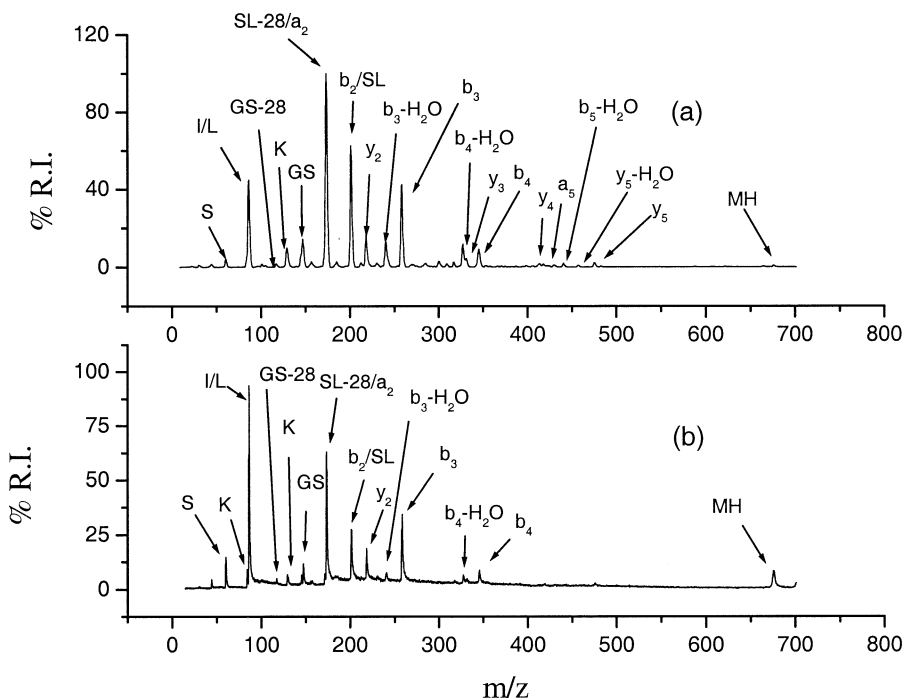 SL-28/a₂
120
b₂/SL
b₃
GS-28
b₃-H₂O
b₅-H₂O
(a)
80
I/L
b₄-H₂O
K
y₂
GS
y₃
b₄
y₅-H₂O
% R.I.
40
y₄
a₅
MH
S
y₅
0
0 100 200 300 400 500 600 700 800
100
I/L
GS-28
SL-28/a₂
b₃-H₂O
75
K
(b)
b₂/SL
b₃
% R.I.
50
GS
y₂
S
K
b₄-H₂O
b₄
MH
25
0
0 100 200 300 400 500 600 700 800
m/z